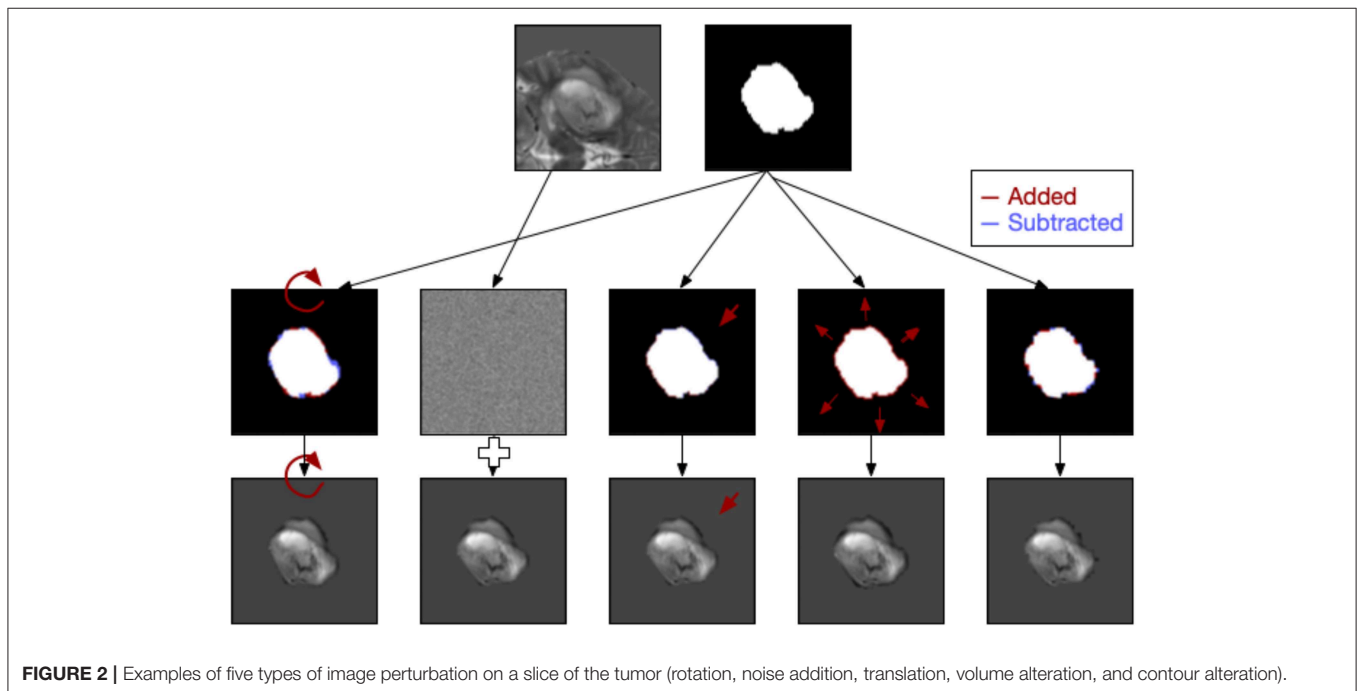 — Added
— Subtracted
FIGURE 2 | Examples of five types of image perturbation on a slice of the tumor (rotation, noise addition, translation, volume alteration, and contour alteration).